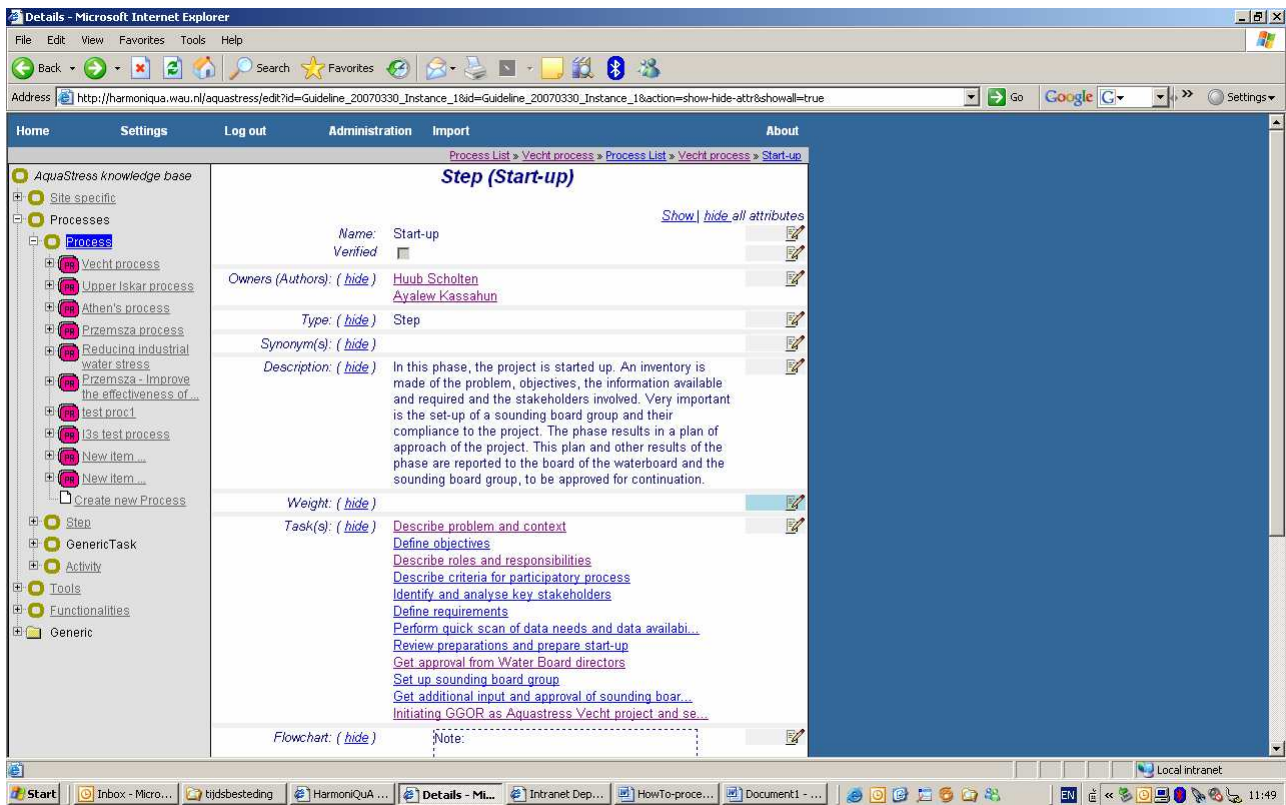 Details - Microsoft Internet Explorer
File Edit View Favorites Tools Help
Back Search Favorites
Address http://harmoniqua.wau.nl/aquastress/edit?id=Guideline_20070330_Instance_1&id=Guideline_20070330_Instance_1&action=show-hide-attr&showall=true Go Google G Settings
Home Settings Log out Administration Import About
Process List » Vecht process » Process List » Vecht process » Start-up
AquaStress knowledge base
Site specific
Processes
Process
Vecht process
Upper Iskar process
Athen's process
Przemsza process
Reducing industrial
water stress
Przemsza - Improve
the effectiveness of ...
test proc1
I3s test process
New item ...
New item ...
Create new Process
Step
GenericTask
Activity
Tools
Functionalities
Generic
Step (Start-up)
Show | hide all attributes
Name: Start-up
Verified
Owners (Authors): ( hide ) Huub Scholten
Ayalew Kassahun
Type: ( hide ) Step
Synonym(s): ( hide )
Description: ( hide ) In this phase, the project is started up. An inventory is
made of the problem, objectives, the information available
and required and the stakeholders involved. Very important
is the set-up of a sounding board group and their
compliance to the project. The phase results in a plan of
approach of the project. This plan and other results of the
phase are reported to the board of the waterboard and the
sounding board group, to be approved for continuation.
Weight: ( hide )
Task(s): ( hide ) Describe problem and context
Define objectives
Describe roles and responsibilities
Describe criteria for participatory process
Identify and analyse key stakeholders
Define requirements
Perform quick scan of data needs and data availabi...
Review preparations and prepare start-up
Get approval from Water Board directors
Set up sounding board group
Get additional input and approval of sounding boar...
Initiating GGOR as Aquastress Vecht project and se...
Flowchart: ( hide ) Note:
Local intranet
Start Inbox - Micro... tijdsbesteding HarmoniQuA ... Details - Mi... Intranet Dep... HowTo-proce... Document1 - ... EN 11:49